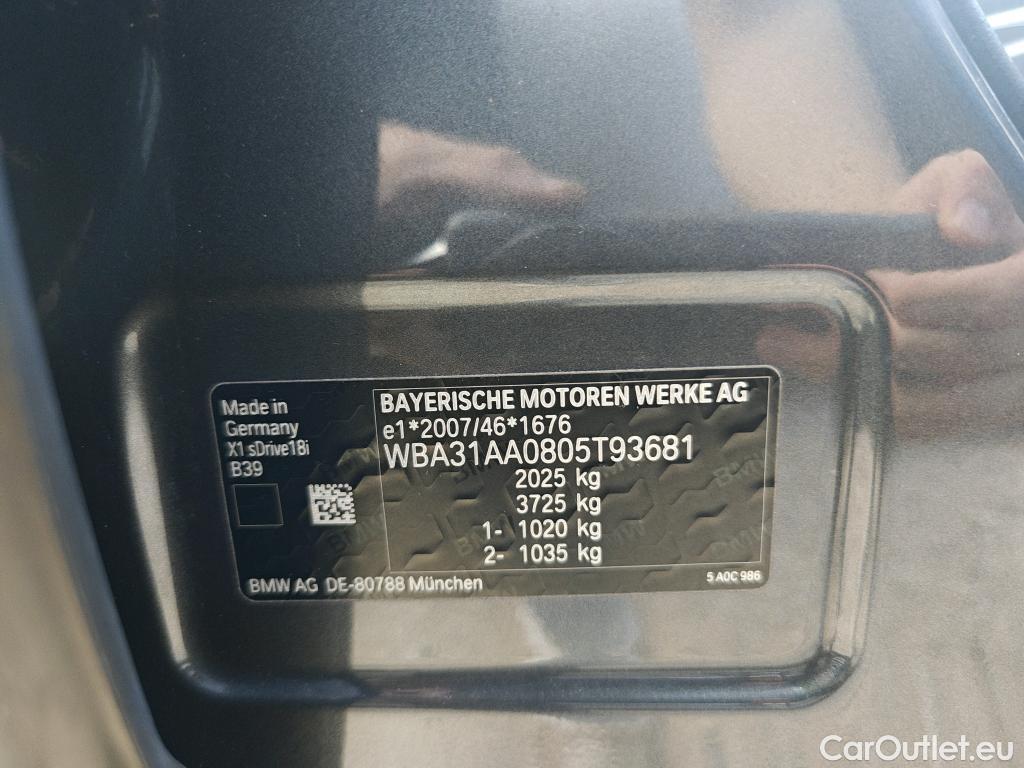 Made in
Germany
X1 sDrive18i
B39
BAYERISCHE MOTOREN WERKE AG
e1*2007/46*1676
WBA31AA0805T93681
2025 kg
3725 kg
1- 1020 kg
2- 1035 kg
BMW AG DE-80788 München
5 A0C 986
CarOutlet.eu